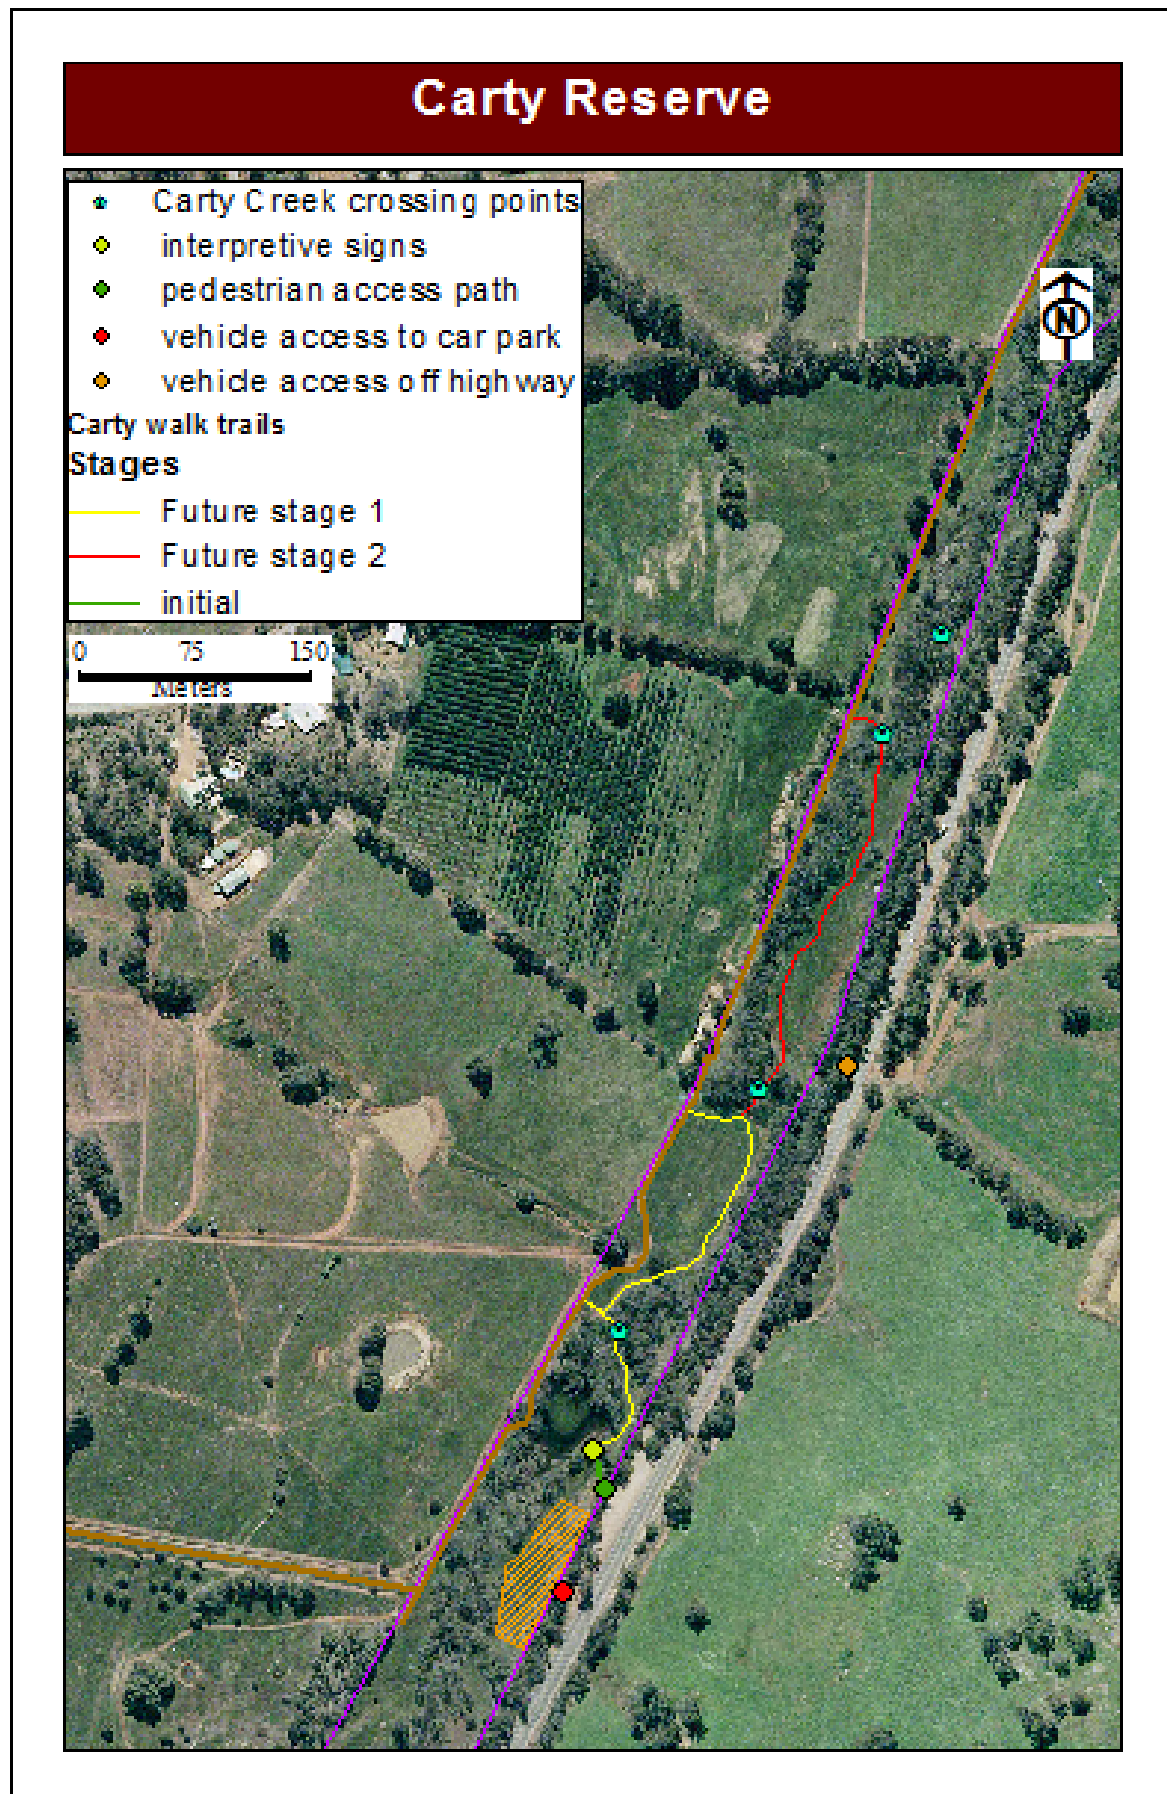 Carty Reserve
Carty Creek crossing points
interpretive signs
pedestrian access path
vehicle access to car park
vehicle access off highway
Carty walk trails
Stages
Future stage 1
Future stage 2
initial
0 75 150
Meters
N